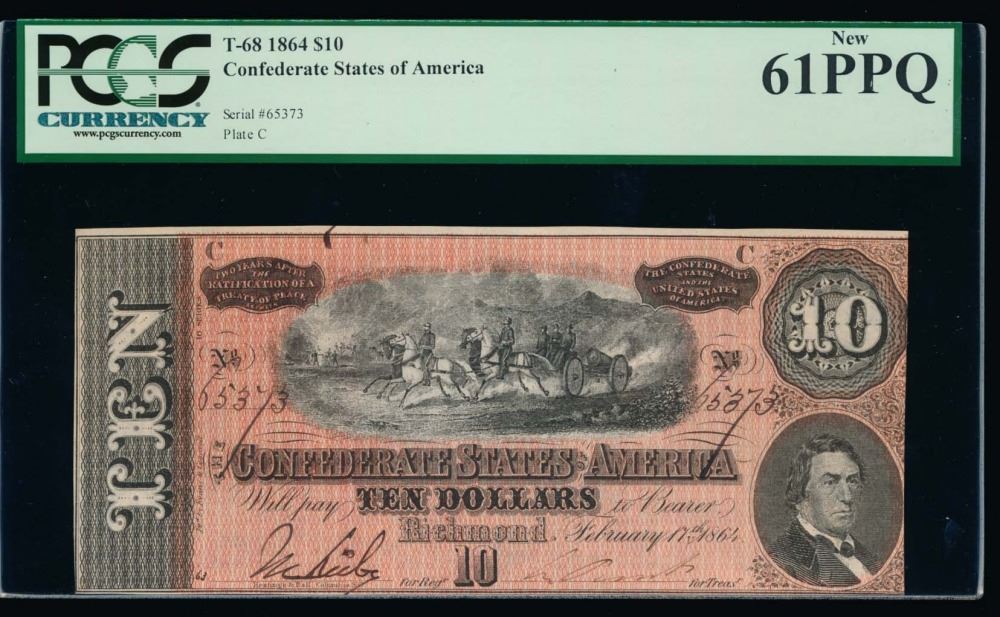 PCGS
CURRENCY
www.pcgscurrency.com
T-68 1864 $10
Confederate States of America
Serial #65373
Plate C
New
61PPQ
C
C
TWO YEARS AFTER
THE
RATIFICATION OF A
TREATY OF PEACE
BETWEEN
THE CONFEDERATE
STATES
AND THE
UNITED STATES
OF AMERICA
10
TEN
No
No
65373
65373
THE
CONFEDERATE STATES OF AMERICA
Will pay TEN DOLLARS to Bearer
Richmond, February 17th 1864
10
for Regr
for Treasr